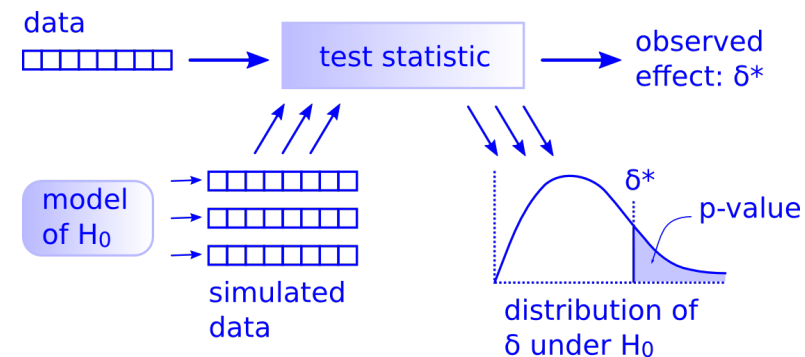 data
test statistic
observed
effect: δ*
model
of H₀
simulated
data
δ*
p-value
distribution of
δ under H₀